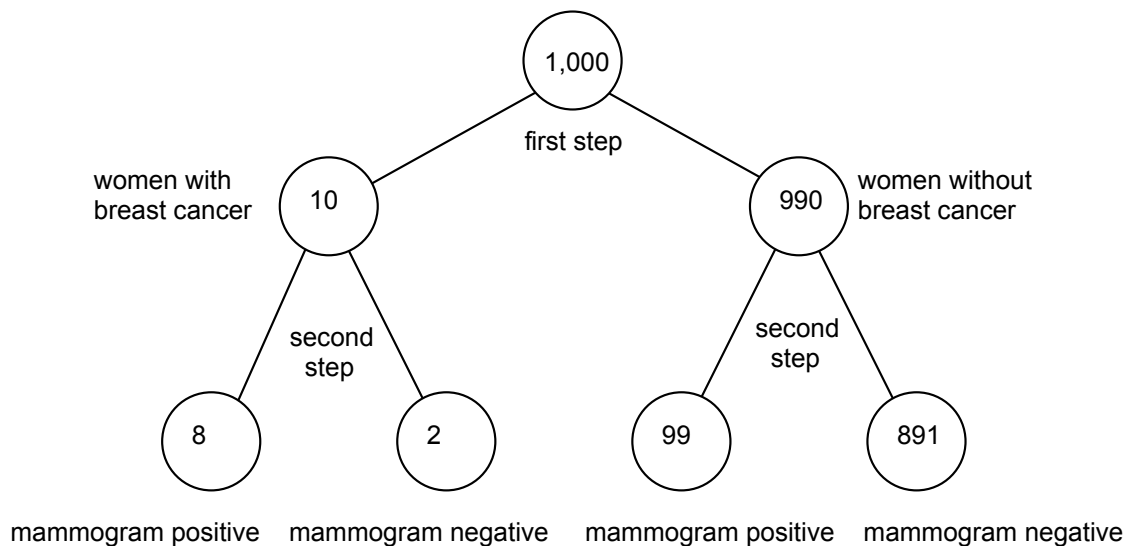 1,000
first step
women with
breast cancer
10
990
women without
breast cancer
second
step
second
step
8
2
99
891
mammogram positive
mammogram negative
mammogram positive
mammogram negative